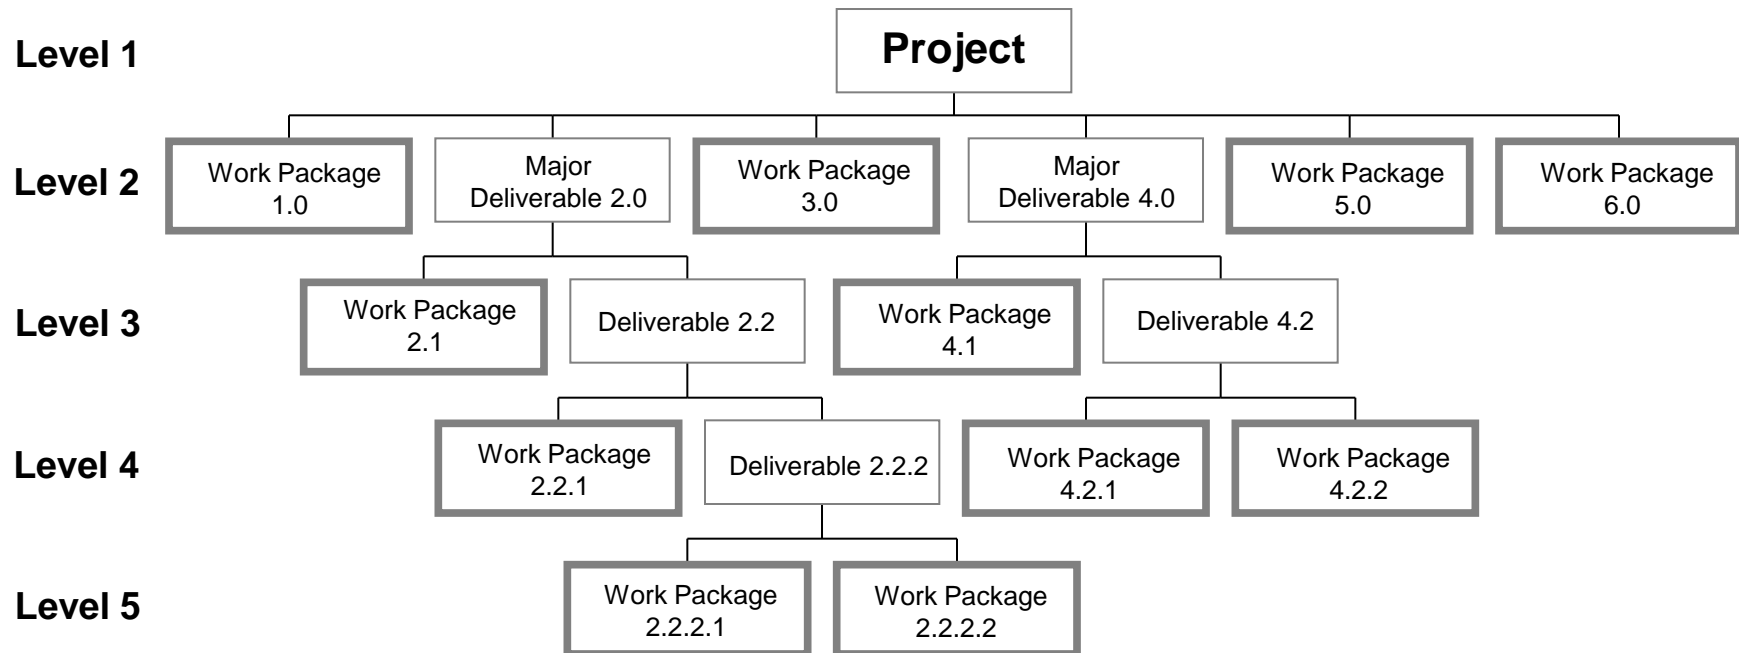 Level 1
Project
Level 2
Work Package
1.0
Major
Deliverable 2.0
Work Package
3.0
Major
Deliverable 4.0
Work Package
5.0
Work Package
6.0
Level 3
Work Package
2.1
Deliverable 2.2
Work Package
4.1
Deliverable 4.2
Level 4
Work Package
2.2.1
Deliverable 2.2.2
Work Package
4.2.1
Work Package
4.2.2
Level 5
Work Package
2.2.2.1
Work Package
2.2.2.2